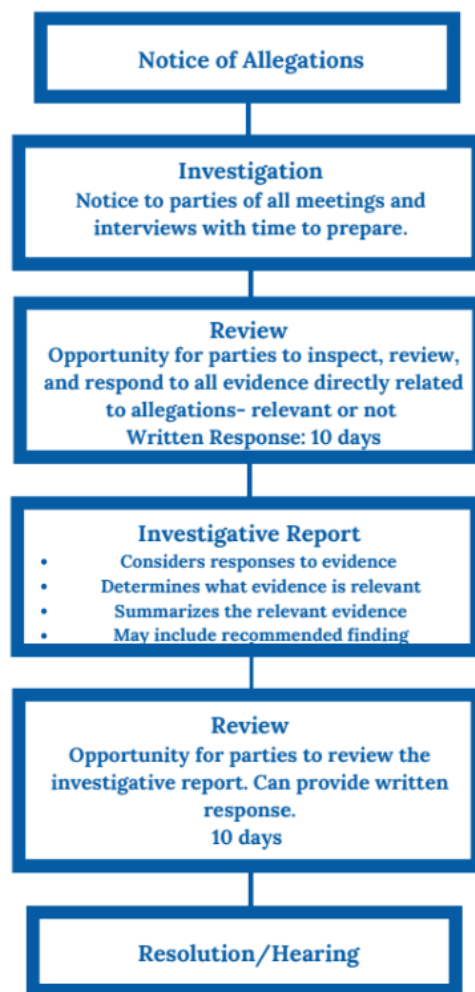 Notice of Allegations
Investigation
Notice to parties of all meetings and
interviews with time to prepare.
Review
Opportunity for parties to inspect, review,
and respond to all evidence directly related
to allegations- relevant or not
Written Response: 10 days
Investigative Report
• Considers responses to evidence
• Determines what evidence is relevant
• Summarizes the relevant evidence
• May include recommended finding
Review
Opportunity for parties to review the
investigative report. Can provide written
response.
10 days
Resolution/Hearing